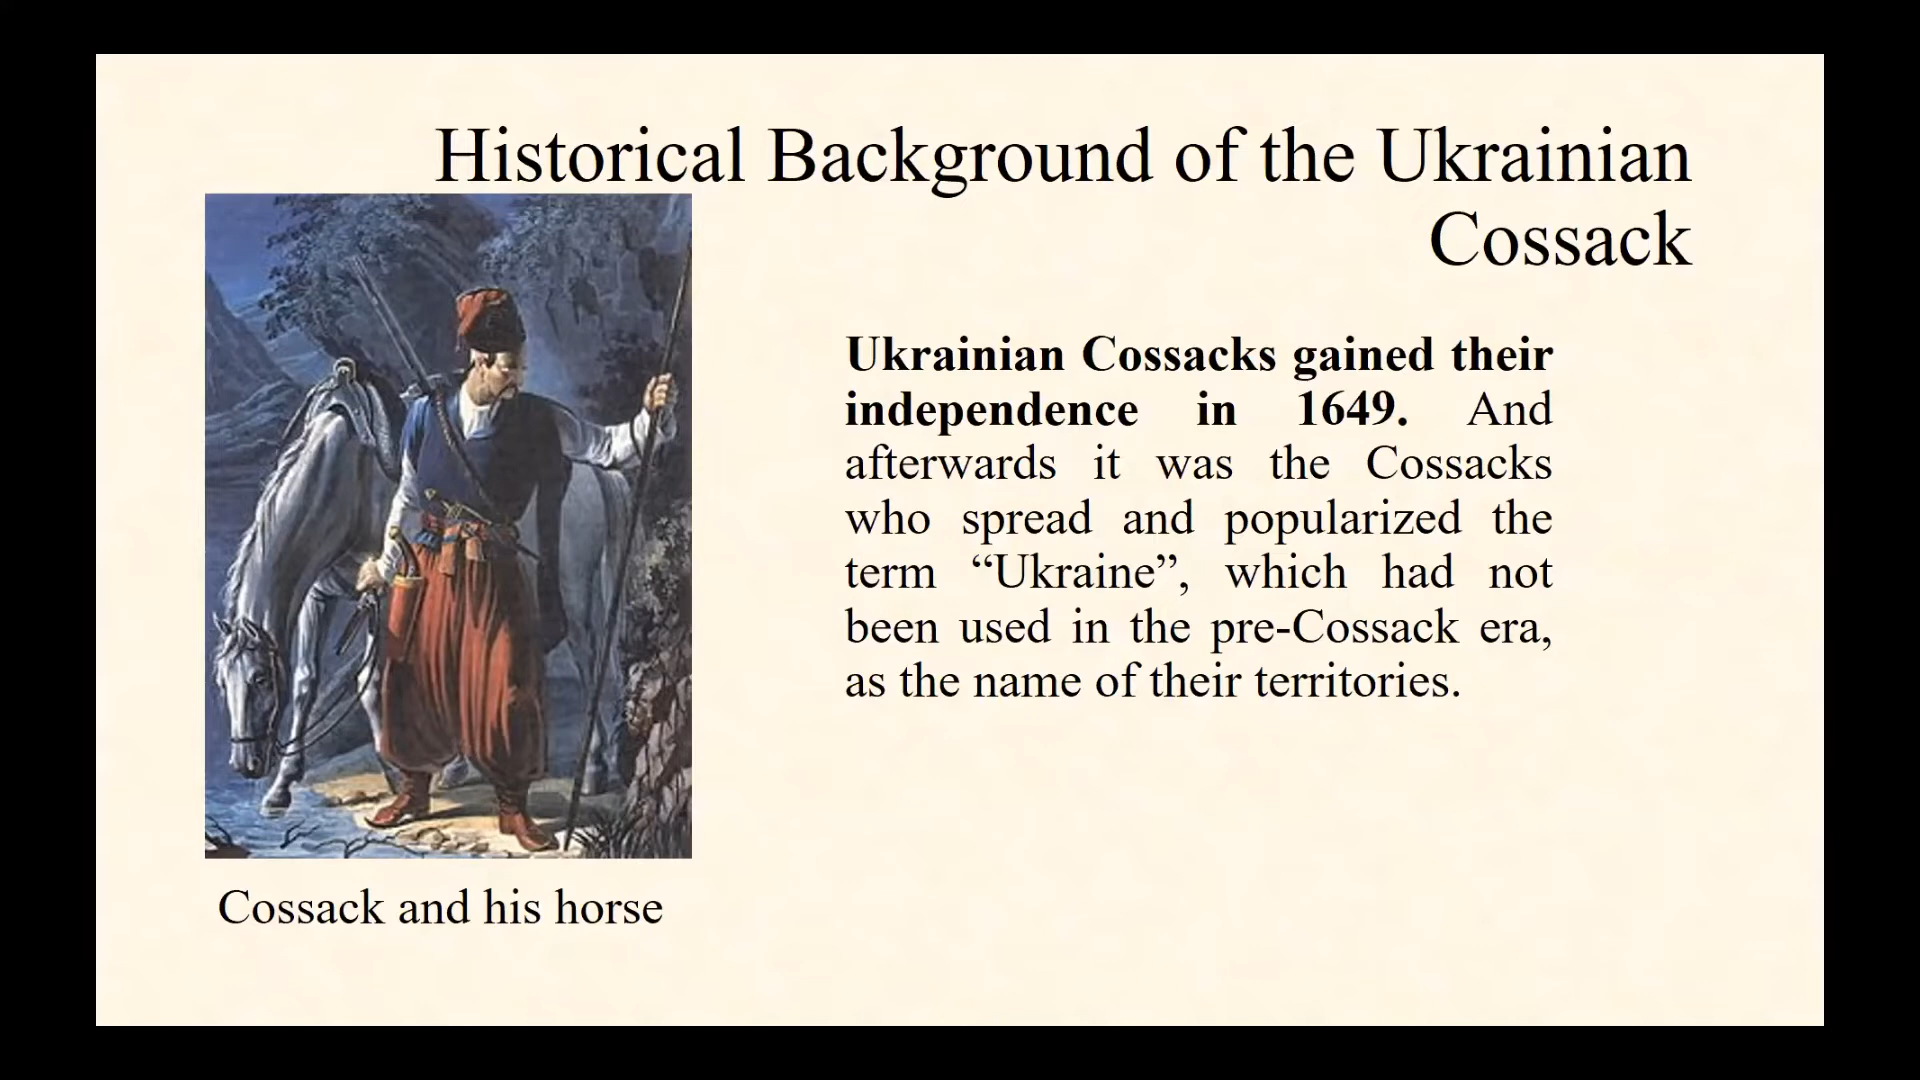 Historical Background of the Ukrainian
Cossack
Ukrainian Cossacks gained their
independence in 1649. And
afterwards it was the Cossacks
who spread and popularized the
term “Ukraine”, which had not
been used in the pre-Cossack era,
as the name of their territories.
Cossack and his horse